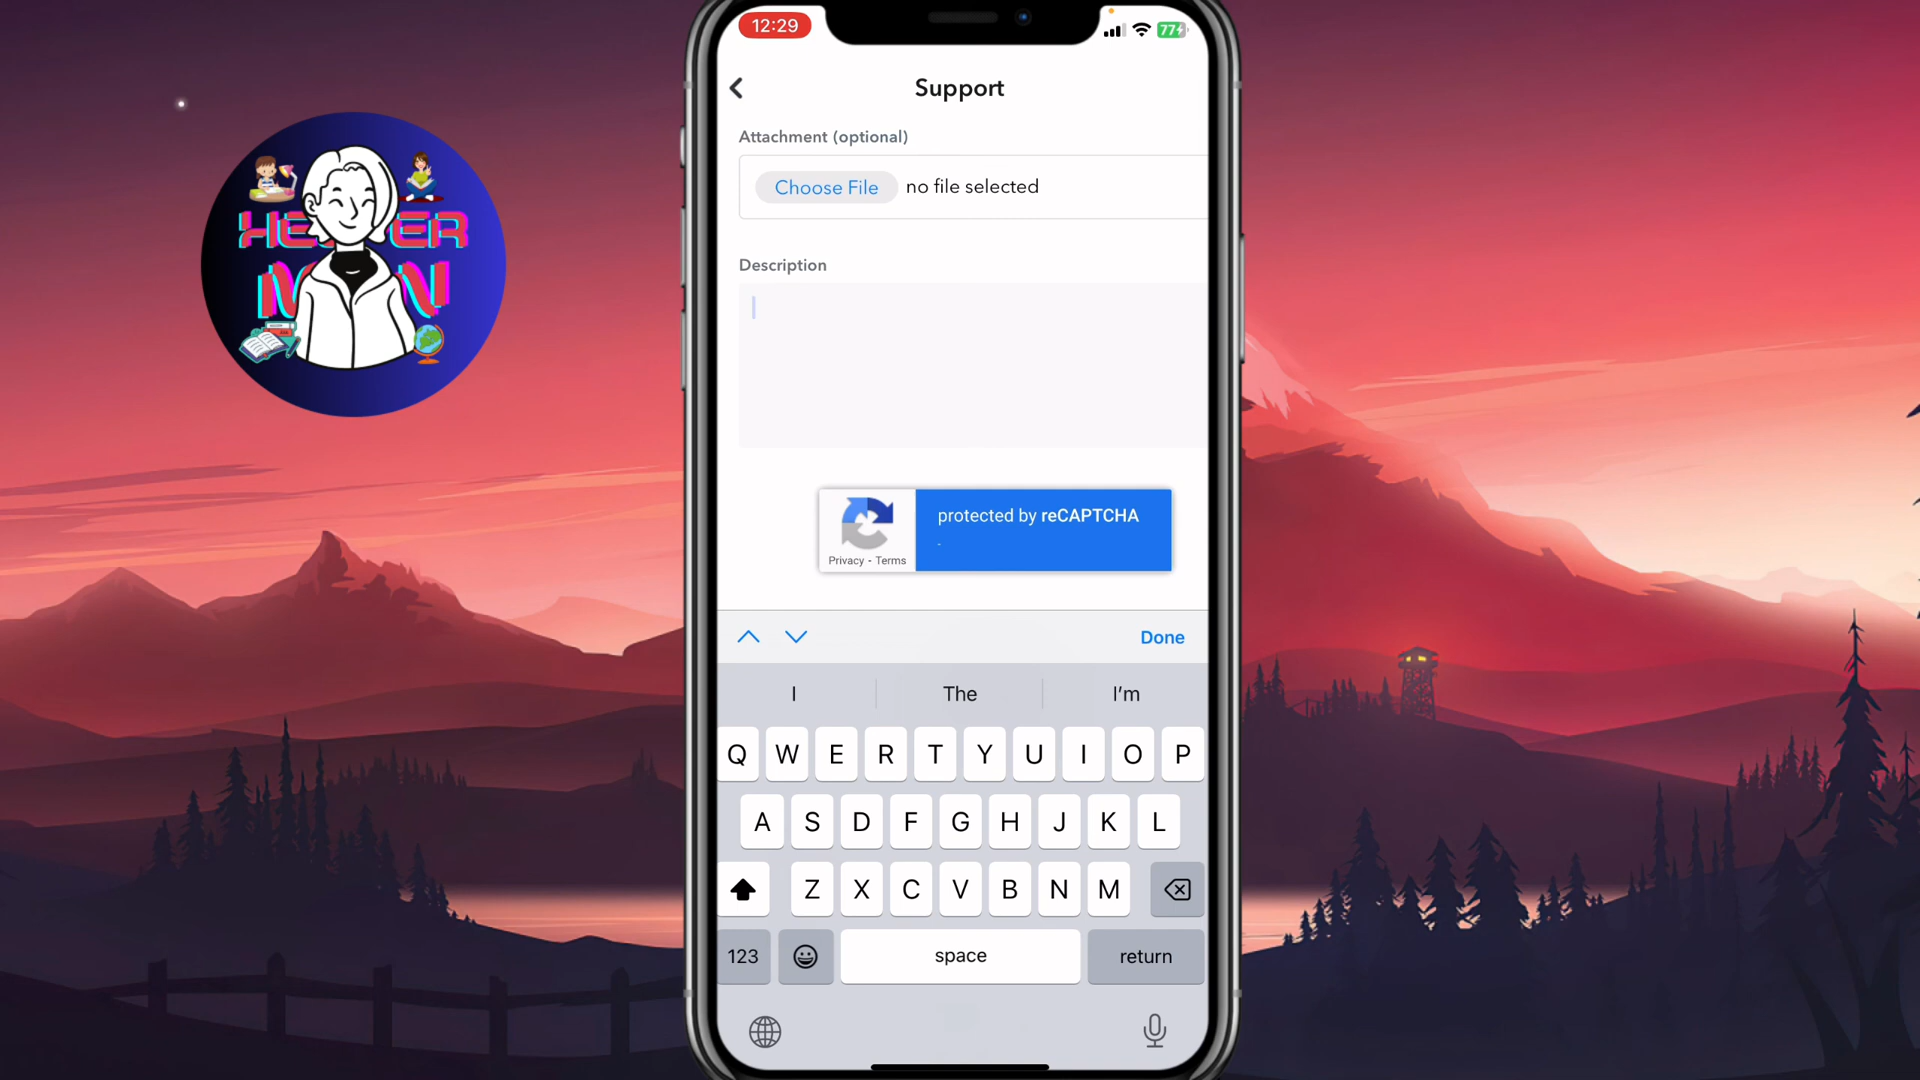 12:29
77
Support
Attachment (optional)
Choose File no file selected
Description
protected by reCAPTCHA
Privacy - Terms
Done
I The I'm
Q W E R T Y U I O P
A S D F G H J K L
Z X C V B N M
123 space return